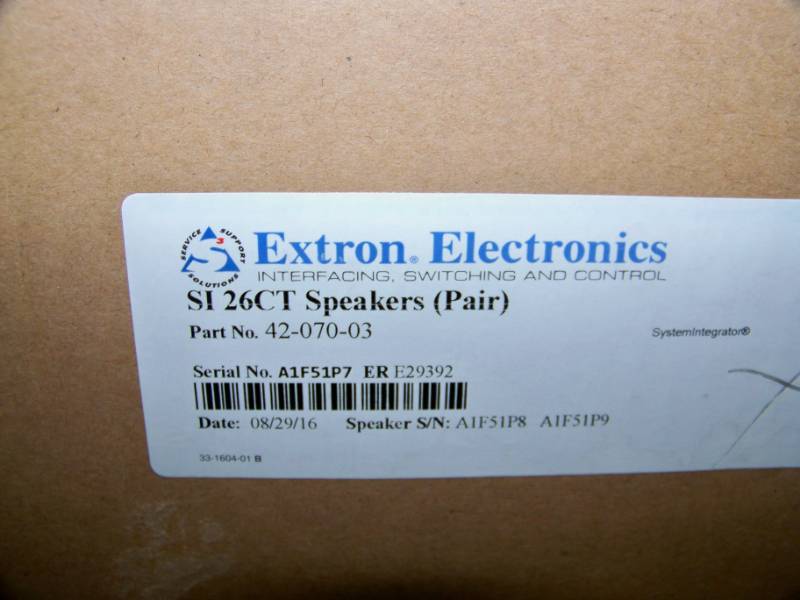 SERVICE SUPPORT SOLUTIONS
3
Extron® Electronics
INTERFACING, SWITCHING AND CONTROL
SI 26CT Speakers (Pair)
Part No. 42-070-03
SystemIntegrator®
Serial No. A1F51P7 ER E29392
Date: 08/29/16 Speaker S/N: A1F51P8 A1F51P9
33-1604-01 B